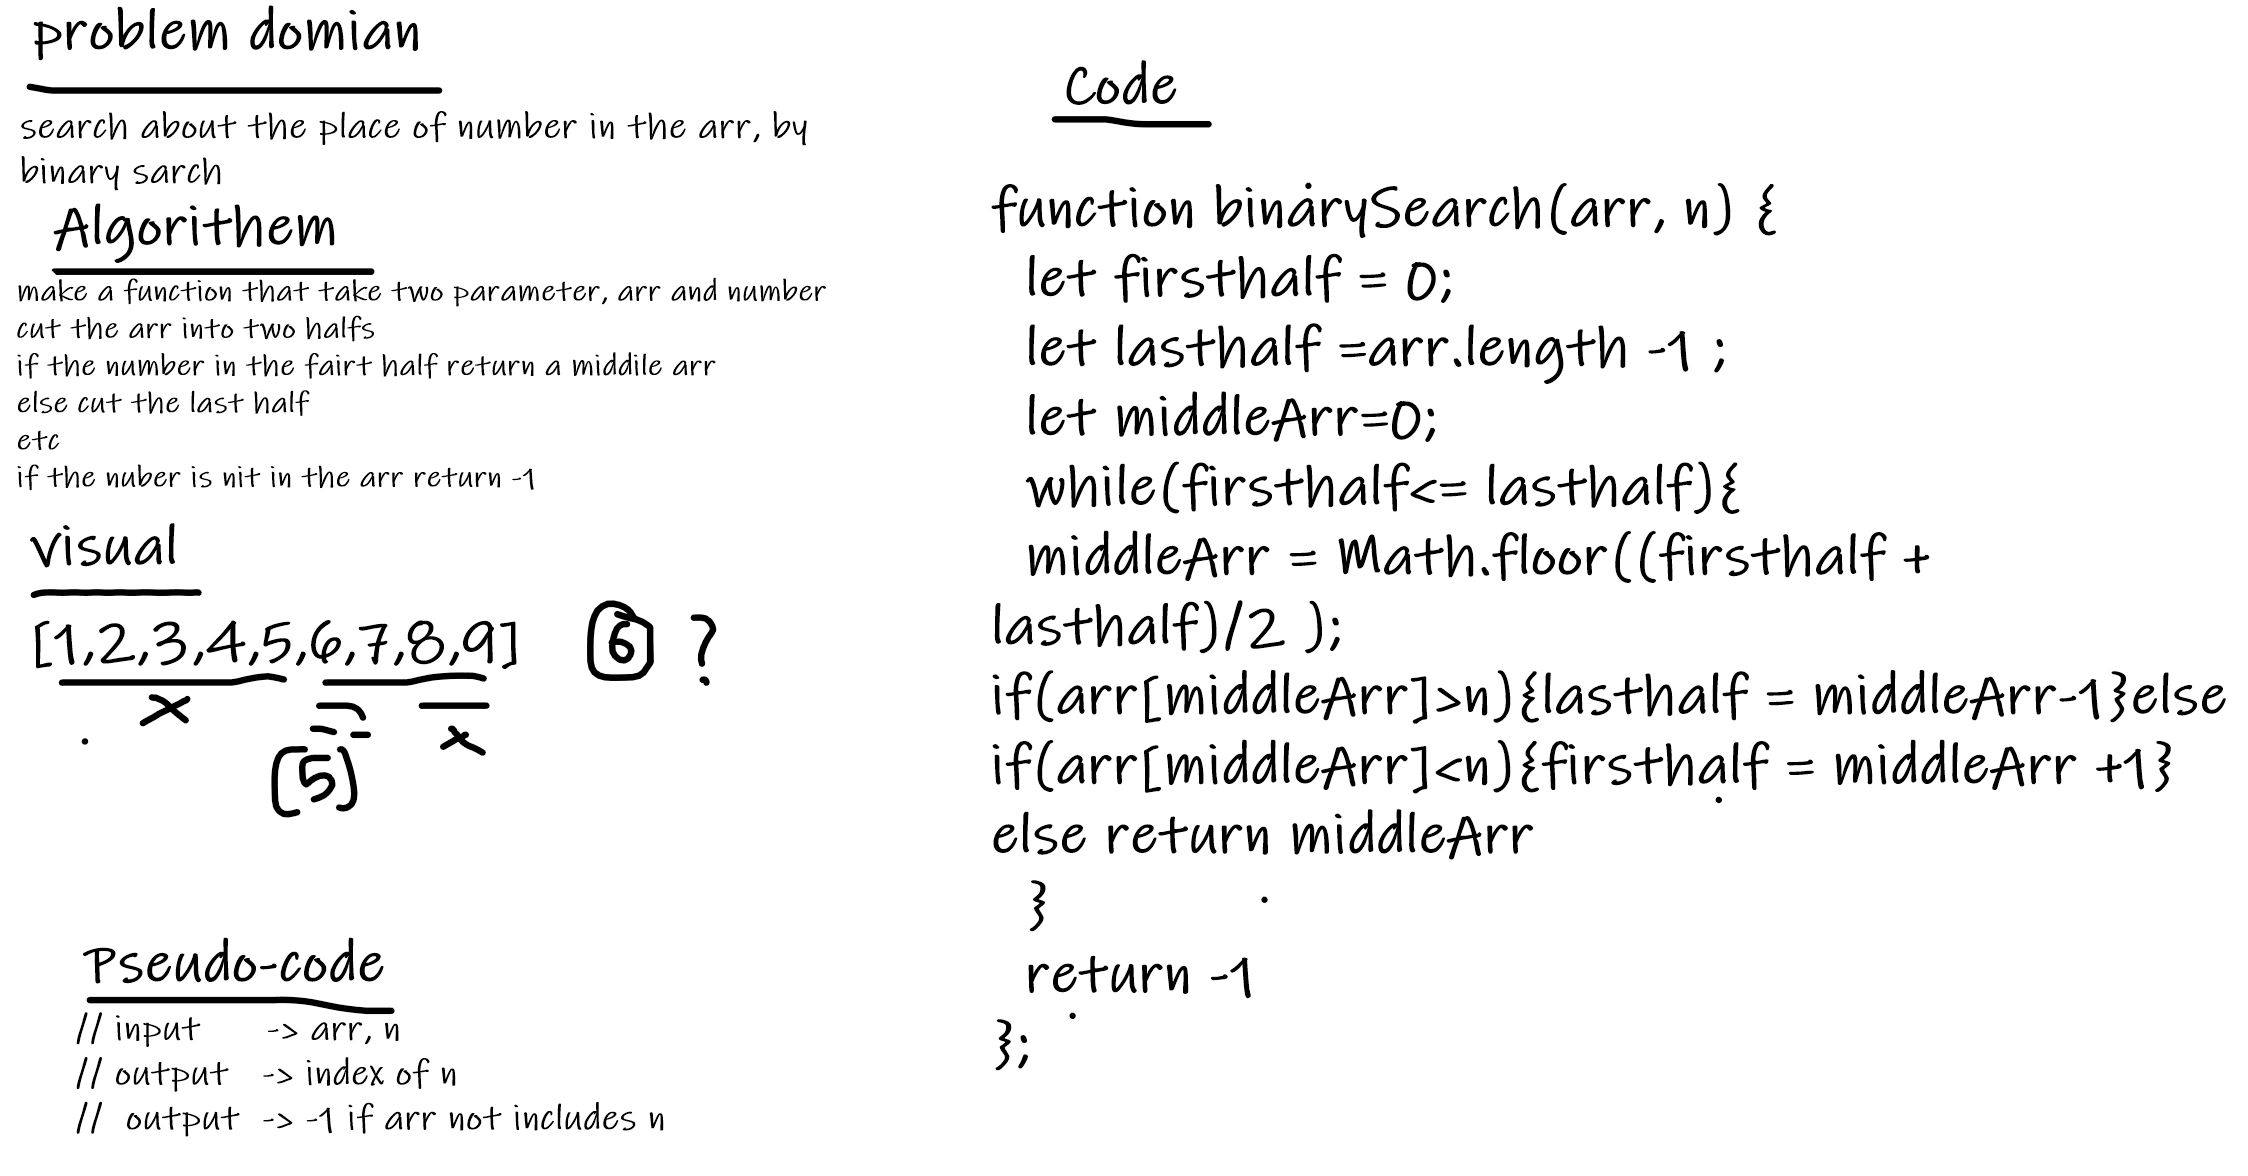 problem domian
search about the place of number in the arr, by
binary sarch
Algorithem
make a function that take two parameter, arr and number
cut the arr into two halfs
if the number in the fairt half return a middile arr
else cut the last half
etc
if the nuber is nit in the arr return -1
visual
[1,2,3,4,5,6,7,8,9] 6 ?
x
x
[5]
Pseudo-code
// input -> arr, n
// output -> index of n
// output -> -1 if arr not includes n
Code
function binarySearch(arr, n) {
let firsthalf = 0;
let lasthalf =arr.length -1 ;
let middleArr=0;
while(firsthalf<= lasthalf){
middleArr = Math.floor((firsthalf +
lasthalf)/2 );
if(arr[middleArr]>n){lasthalf = middleArr-1}else
if(arr[middleArr]<n){firsthalf = middleArr +1}
else return middleArr
}
return -1
};